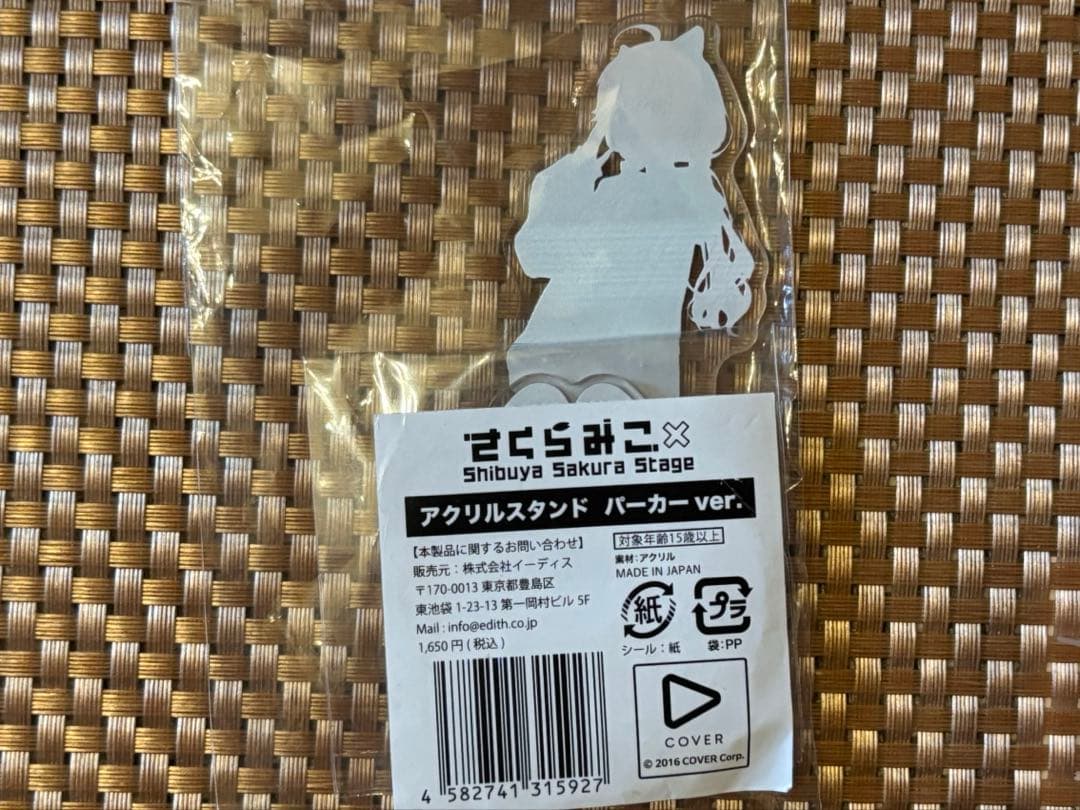 さくらみこ×
Shibuya Sakura Stage
アクリルスタンド パーカー ver.
【本製品に関するお問い合わせ】
販売元:株式会社イーディス
〒170-0013 東京都豊島区
東池袋 1-23-13 第一岡村ビル 5F
Mail : info@edith.co.jp
1,650円(税込)
対象年齢15歳以上
素材:アクリル
MADE IN JAPAN
紙
プラ
シール:紙
袋:PP
COVER
© 2016 COVER Corp.
4 582741 315927